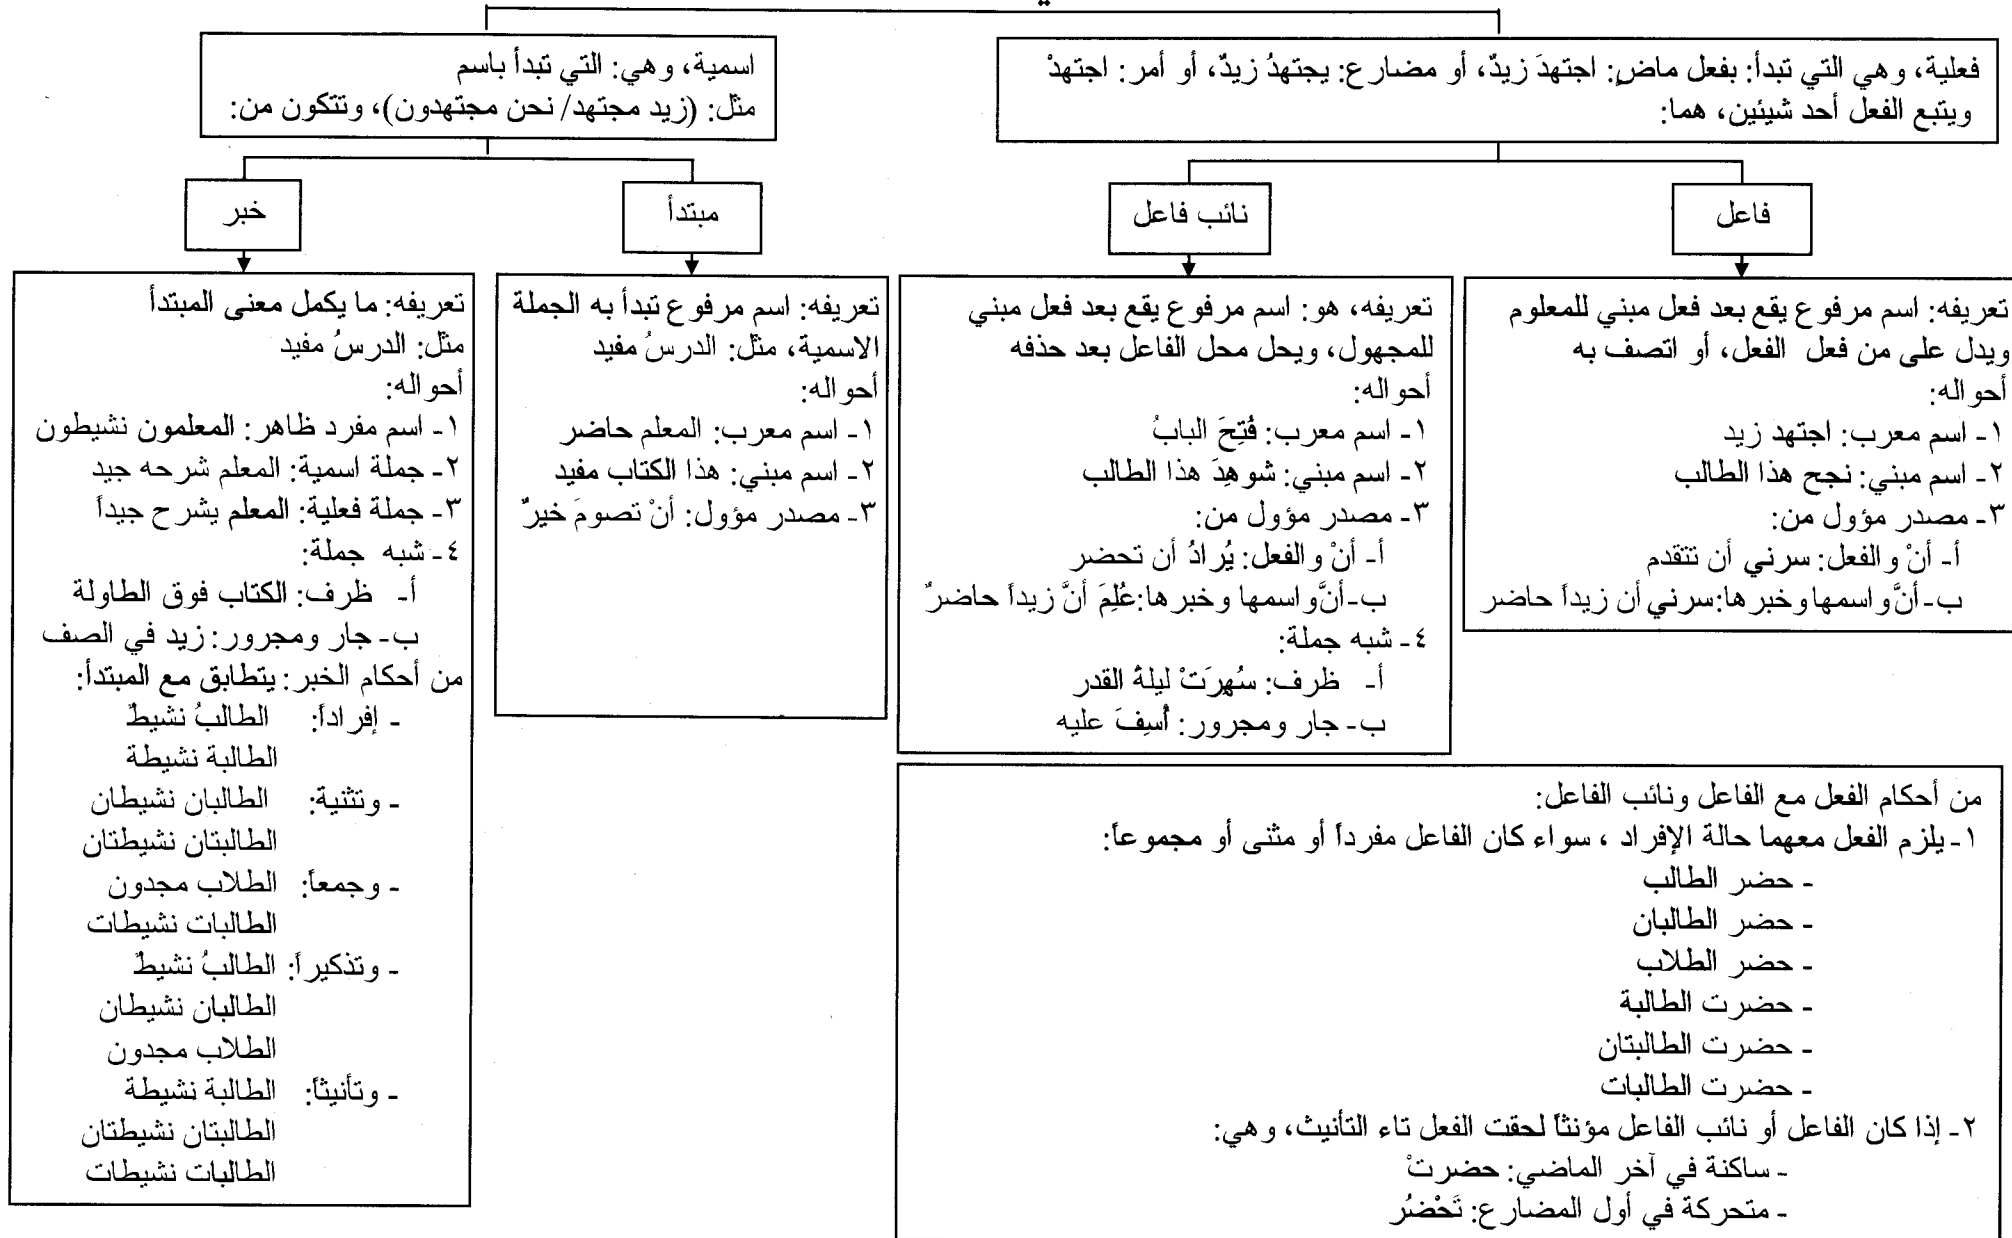 فعلية، وهي التي تبدأ: بفعل ماضٍ: اجتهدَ زيدٌ، أو مضارع: يجتهدُ زيدٌ، أو أمر: اجتهدْ
ويتبع الفعل أحد شيئين، هما:
اسمية، وهي: التي تبدأ باسم
مثل: (زيد مجتهد/ نحن مجتهدون)، وتتكون من:
فاعل
نائب فاعل
مبتدأ
خبر
تعريفه: اسم مرفوع يقع بعد فعل مبني للمعلوم
ويدل على من فعل الفعل، أو اتصف به
أحواله:
١- اسم معرب: اجتهد زيد
٢- اسم مبني: نجح هذا الطالب
٣- مصدر مؤول من:
أ- أنْ والفعل: سرني أن تتقدم
ب- أنَّ واسمها وخبرها: سرني أن زيداً حاضر
تعريفه، هو: اسم مرفوع يقع بعد فعل مبني
للمجهول، ويحل محل الفاعل بعد حذفه
أحواله:
١- اسم معرب: فُتِحَ البابُ
٢- اسم مبني: شوهِدَ هذا الطالب
٣- مصدر مؤول من:
أ- أنْ والفعل: يُرادُ أن تحضر
ب- أنَّ واسمها وخبرها: عُلِمَ أنَّ زيداً حاضرٌ
٤- شبه جملة:
أ- ظرف: سُهِرَتْ ليلةُ القدر
ب- جار ومجرور: أُسِفَ عليه
تعريفه: اسم مرفوع تبدأ به الجملة
الاسمية، مثل: الدرسُ مفيد
أحواله:
١- اسم معرب: المعلم حاضر
٢- اسم مبني: هذا الكتاب مفيد
٣- مصدر مؤول: أنْ تصومَ خيرٌ
تعريفه: ما يكمل معنى المبتدأ
مثل: الدرسُ مفيد
أحواله:
١- اسم مفرد ظاهر: المعلمون نشيطون
٢- جملة اسمية: المعلم شرحه جيد
٣- جملة فعلية: المعلم يشرح جيداً
٤- شبه جملة:
أ- ظرف: الكتاب فوق الطاولة
ب- جار ومجرور: زيد في الصف
من أحكام الخبر: يتطابق مع المبتدأ:
- إفراداً: الطالبُ نشيطٌ
الطالبة نشيطة
- وتثنية: الطالبان نشيطان
الطالبتان نشيطتان
- وجمعاً: الطلاب مجدون
الطالبات نشيطات
- وتذكيراً: الطالبُ نشيطٌ
الطالبان نشيطان
الطلاب مجدون
- وتأنيثاً: الطالبة نشيطة
الطالبتان نشيطتان
الطالبات نشيطات
من أحكام الفعل مع الفاعل ونائب الفاعل:
١- يلزم الفعل معهما حالة الإفراد ، سواء كان الفاعل مفرداً أو مثنى أو مجموعاً:
- حضر الطالب
- حضر الطالبان
- حضر الطلاب
- حضرت الطالبة
- حضرت الطالبتان
- حضرت الطالبات
٢- إذا كان الفاعل أو نائب الفاعل مؤنثاً لحقت الفعل تاء التأنيث، وهي:
- ساكنة في آخر الماضي: حضرتْ
- متحركة في أول المضارع: تَحْضرُ